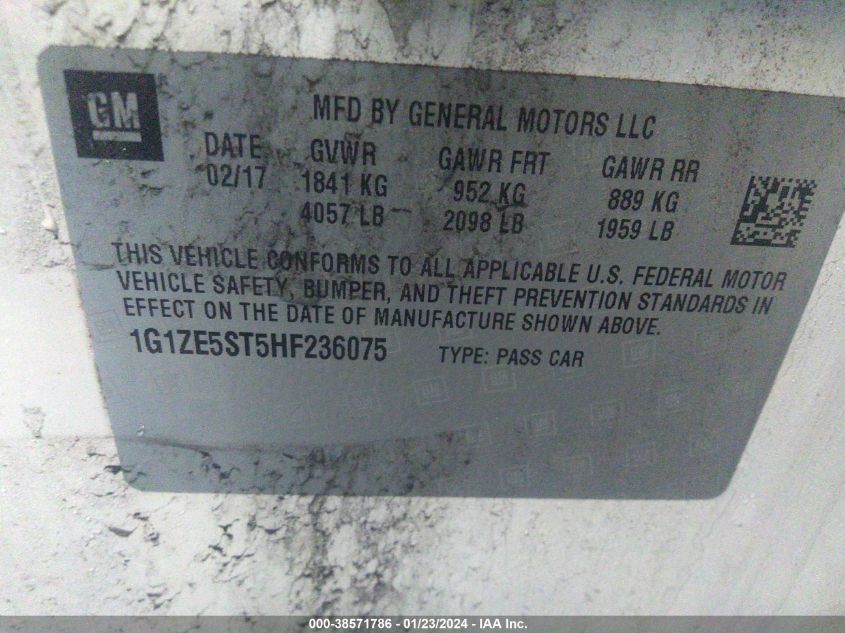 GM
MFD BY GENERAL MOTORS LLC
DATE GVWR GAWR FRT GAWR RR
02/17 1841 KG 952 KG 889 KG
4057 LB 2098 LB 1959 LB
THIS VEHICLE CONFORMS TO ALL APPLICABLE U.S. FEDERAL MOTOR
VEHICLE SAFETY, BUMPER, AND THEFT PREVENTION STANDARDS IN
EFFECT ON THE DATE OF MANUFACTURE SHOWN ABOVE.
1G1ZE5ST5HF236075 TYPE: PASS CAR
000-38571786 - 01/23/2024 - IAA Inc.